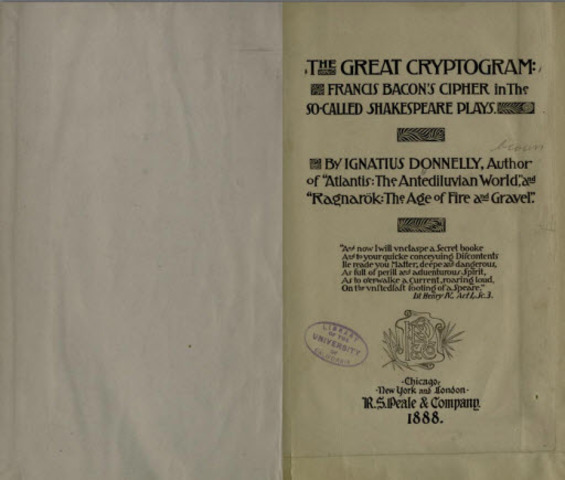 THE GREAT CRYPTOGRAM:
FRANCIS BACON'S CIPHER in The
SO-CALLED SHAKESPEARE PLAYS.
By IGNATIUS DONNELLY, Author
of "Atlantis: The Antediluvian World," and
"Ragnarök: The Age of Fire and Gravel".
"And now I will vnclaspe a Secret booke
And to your quicke conceyuing Discontents
Ile reade you Matter, deepe and dangerous,
As full of perill and aduenturous Spirit,
As to o'erwalke a Current, roaring loud,
On the vnstedfast footing of a Speare."
1st Henry IV., Act I., Sc. 3.
LIBRARY
OF THE
UNIVERSITY
OF
Chicago,
New York and London
R. S. Peale & Company
1888.